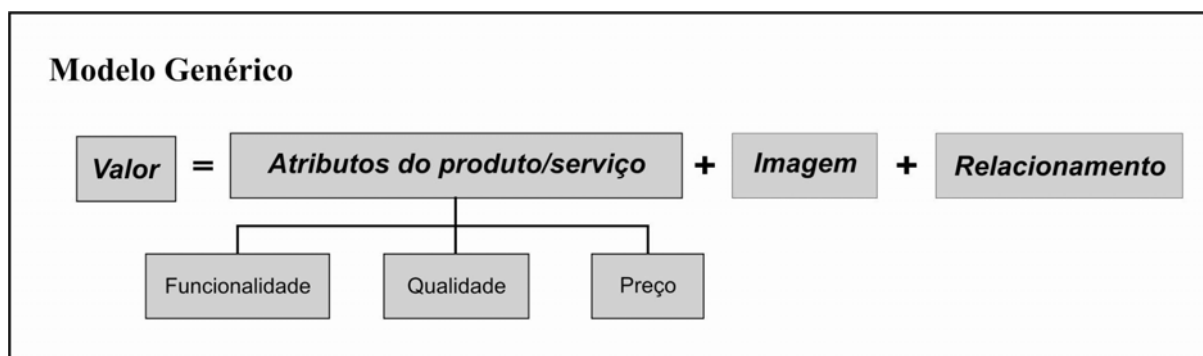 Modelo Genérico
Valor = Atributos do produto/serviço + Imagem + Relacionamento
Funcionalidade Qualidade Preço